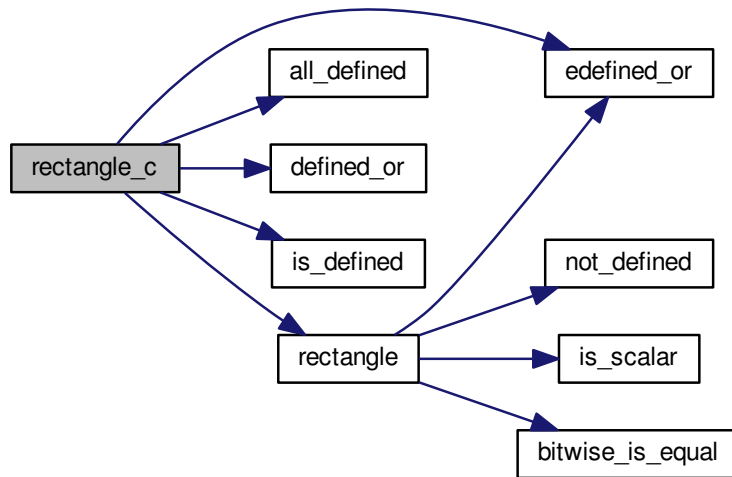 all_defined
edefined_or
rectangle_c
defined_or
is_defined
not_defined
rectangle
is_scalar
bitwise_is_equal